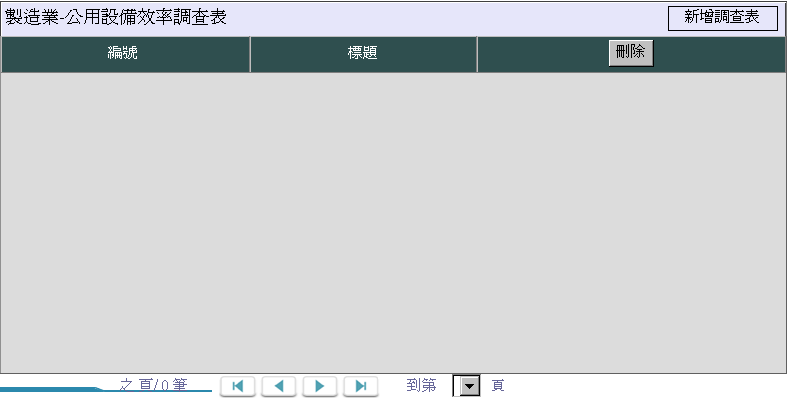 製造業-公用設備效率調查表 新增調查表
編號 標題 刪除
之 頁/0 筆 到第 頁